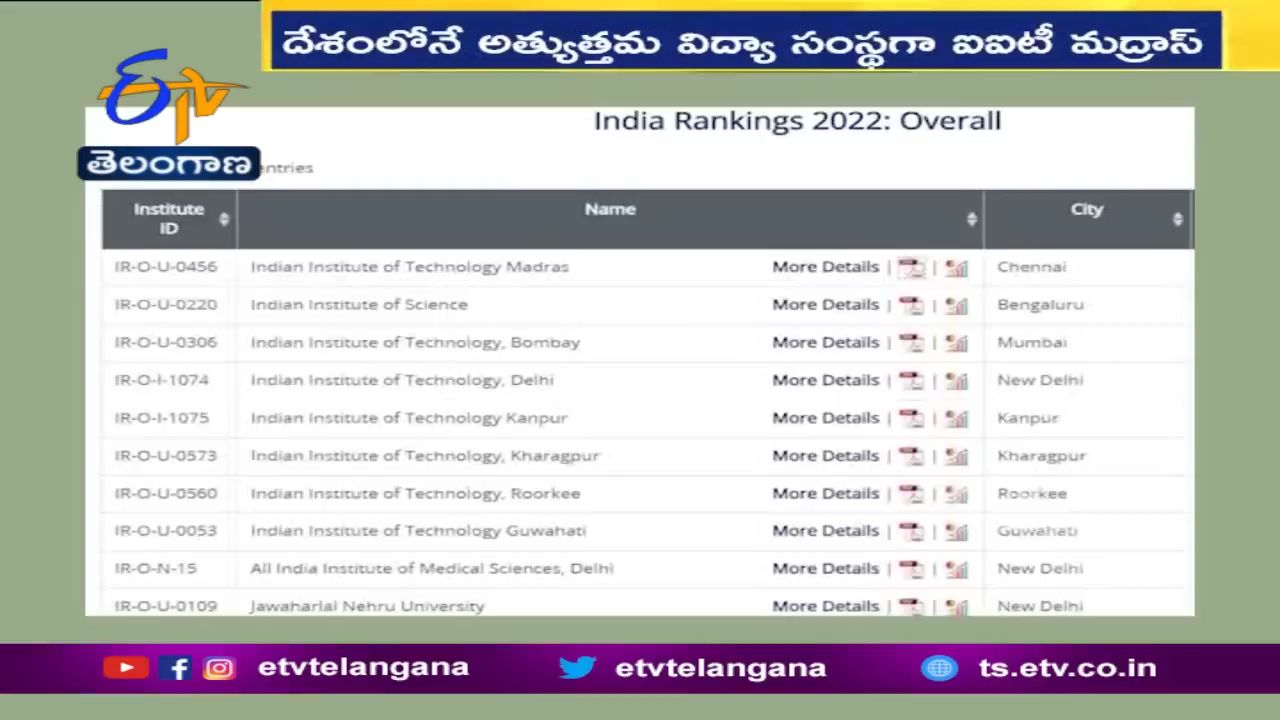 దేశంలోనే అత్యుత్తమ విద్యా సంస్థగా ఐఐటీ మద్రాస్
ETV
తెలంగాణ
India Rankings 2022: Overall
entries
Institute ID Name City
IR-O-U-0456 Indian Institute of Technology Madras More Details | | Chennai
IR-O-U-0220 Indian Institute of Science More Details | | Bengaluru
IR-O-U-0306 Indian Institute of Technology, Bombay More Details | | Mumbai
IR-O-I-1074 Indian Institute of Technology, Delhi More Details | | New Delhi
IR-O-I-1075 Indian Institute of Technology Kanpur More Details | | Kanpur
IR-O-U-0573 Indian Institute of Technology, Kharagpur More Details | | Kharagpur
IR-O-U-0560 Indian Institute of Technology, Roorkee More Details | | Roorkee
IR-O-U-0053 Indian Institute of Technology Guwahati More Details | | Guwahati
IR-O-N-15 All India Institute of Medical Sciences, Delhi More Details | | New Delhi
IR-O-U-0109 Jawaharlal Nehru University More Details | | New Delhi
etvtelangana etvtelangana ts.etv.co.in